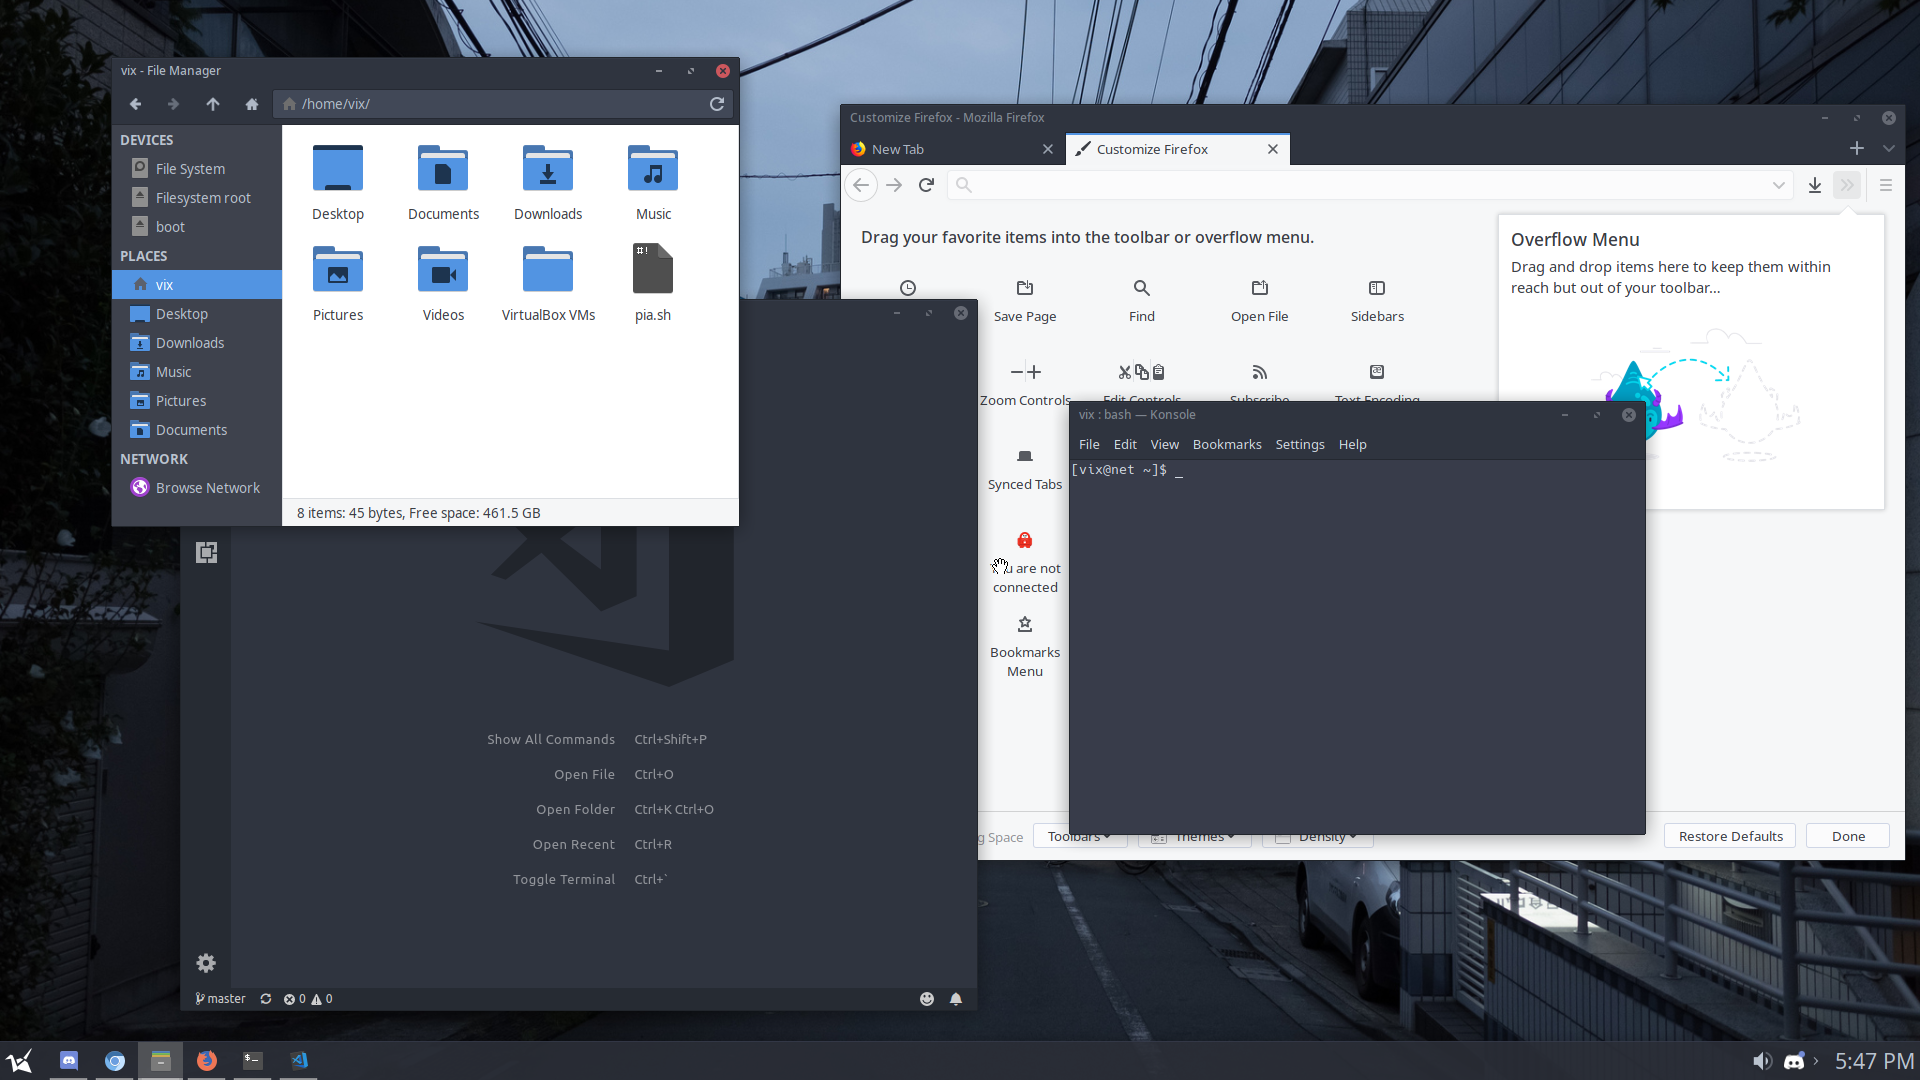 vix - File Manager
/home/vix/
DEVICES
File System
Filesystem root
boot
PLACES
vix
Desktop
Downloads
Music
Pictures
Documents
NETWORK
Browse Network
Desktop
Documents
Downloads
Music
#!
Pictures
Videos
VirtualBox VMs
pia.sh
8 items: 45 bytes, Free space: 461.5 GB
Customize Firefox - Mozilla Firefox
New Tab
Customize Firefox
Drag your favorite items into the toolbar or overflow menu.
Save Page
Find
Open File
Sidebars
Zoom Controls
Edit Controls
Subscribe
Text Encoding
Synced Tabs
are not
connected
Bookmarks
Menu
Overflow Menu
Drag and drop items here to keep them within
reach but out of your toolbar...
Space
Toolbars
Themes
Density
Restore Defaults
Done
vix : bash — Konsole
File Edit View Bookmarks Settings Help
[vix@net ~]$ _
Show All Commands Ctrl+Shift+P
Open File Ctrl+O
Open Folder Ctrl+K Ctrl+O
Open Recent Ctrl+R
Toggle Terminal Ctrl+`
master 0 0
5:47 PM